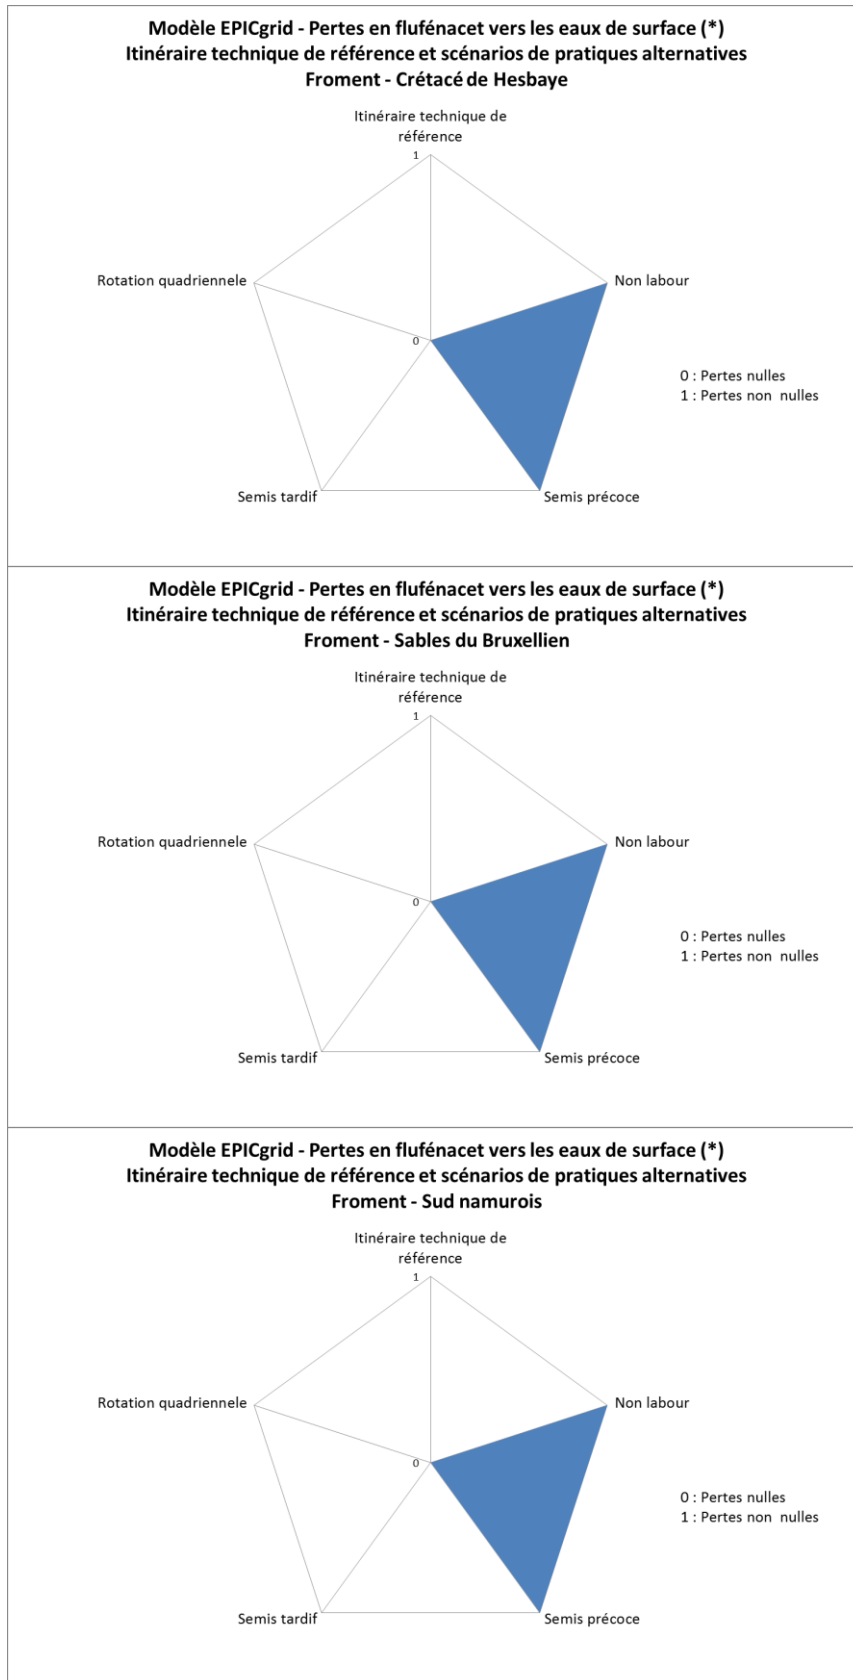 Modèle EPICgrid - Pertes en flufénacet vers les eaux de surface (*)
Itinéraire technique de référence et scénarios de pratiques alternatives
Froment - Crétacé de Hesbaye
Itinéraire technique de
référence
1
Rotation quadriennele
Non labour
0
0 : Pertes nulles
1 : Pertes non  nulles
Semis tardif
Semis précoce
Modèle EPICgrid - Pertes en flufénacet vers les eaux de surface (*)
Itinéraire technique de référence et scénarios de pratiques alternatives
Froment - Sables du Bruxellien
Itinéraire technique de
référence
1
Rotation quadriennele
Non labour
0
0 : Pertes nulles
1 : Pertes non  nulles
Semis tardif
Semis précoce
Modèle EPICgrid - Pertes en flufénacet vers les eaux de surface (*)
Itinéraire technique de référence et scénarios de pratiques alternatives
Froment - Sud namurois
Itinéraire technique de
référence
1
Rotation quadriennele
Non labour
0
0 : Pertes nulles
1 : Pertes non  nulles
Semis tardif
Semis précoce